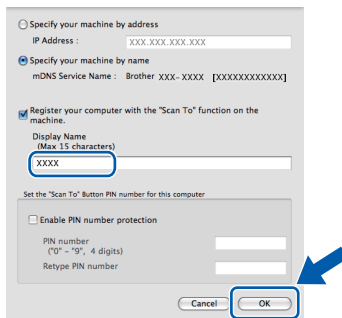 Specify your machine by address
IP Address :
XXX.XXX.XXX.XXX
Specify your machine by name
mDNS Service Name : Brother XXX-XXXX [XXXXXXXXXXXX]
Register your computer with the "Scan To" function on the
machine.
Display Name
(Max 15 characters)
XXXX
Set the "Scan To" Button PIN number for this computer
Enable PIN number protection
PIN number
("0" – "9", 4 digits)
Retype PIN number
Cancel
OK